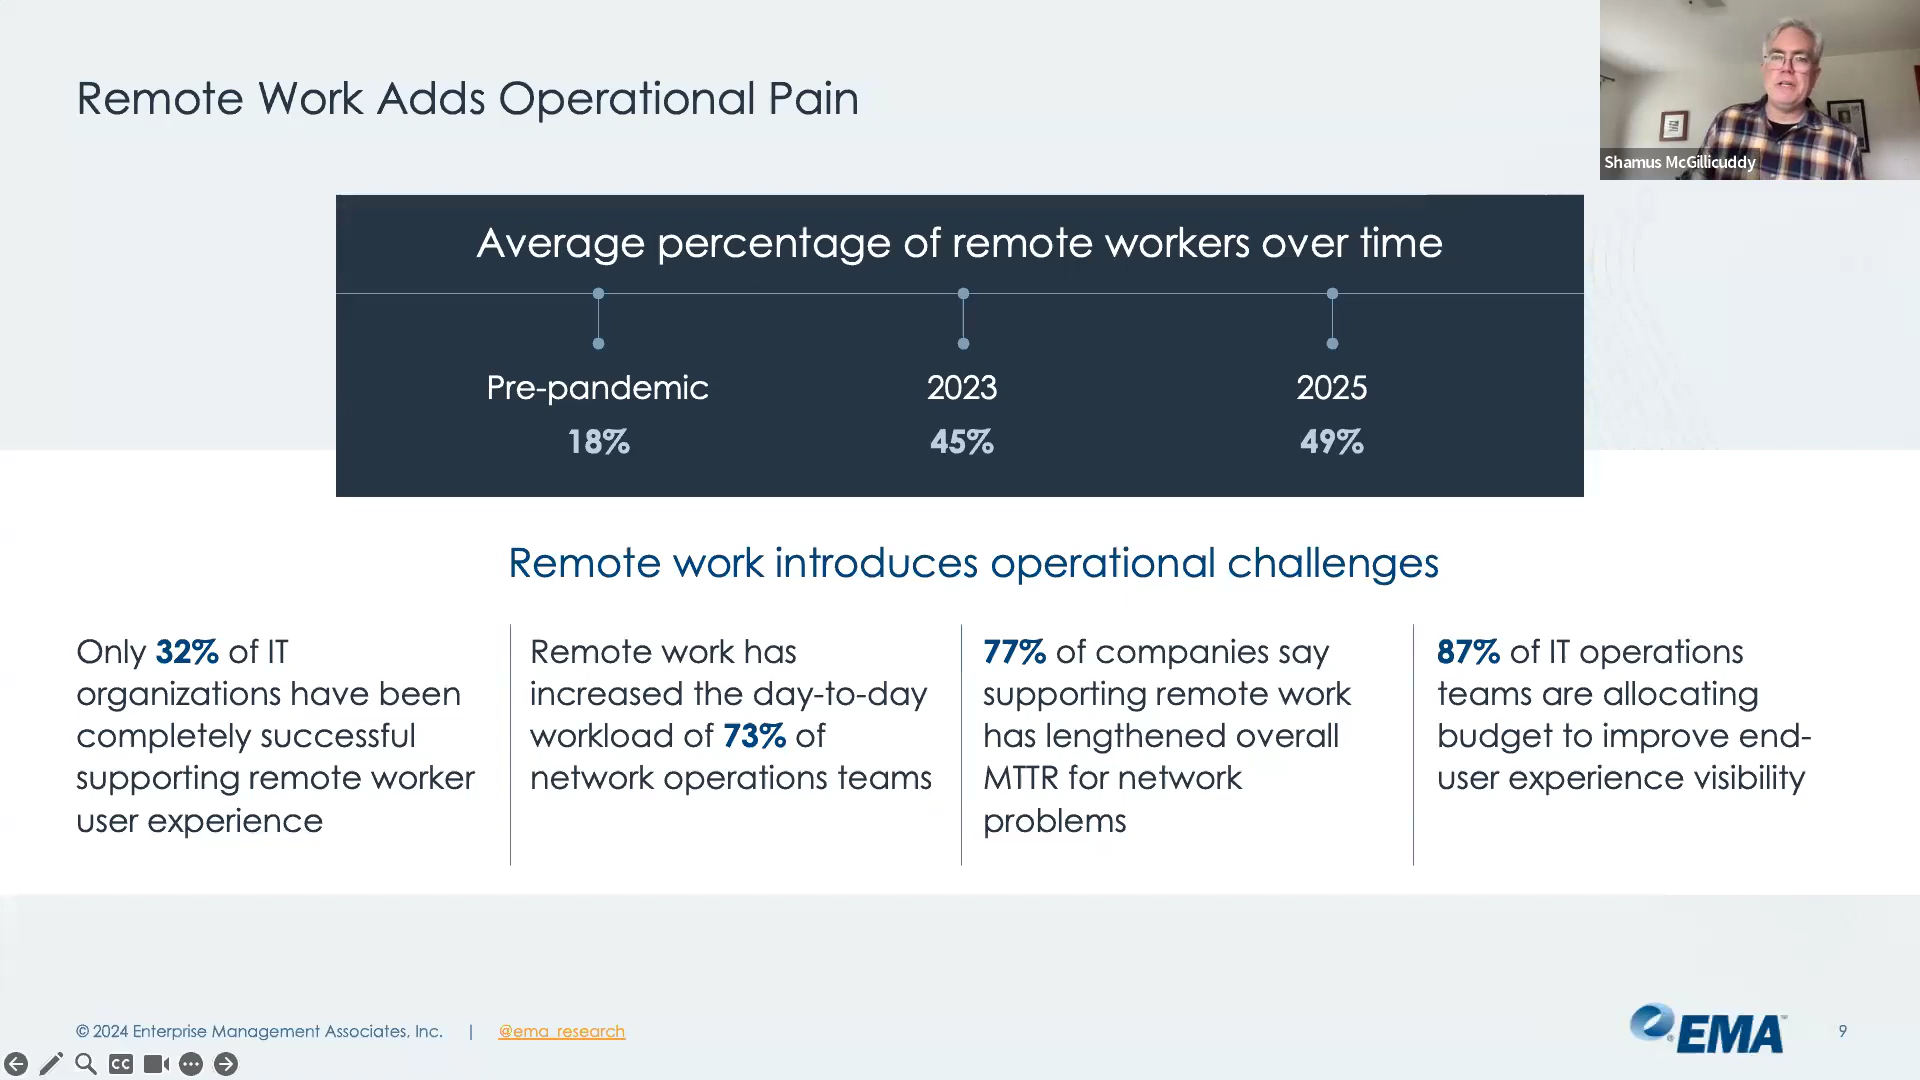 Remote Work Adds Operational Pain
Shamus McGillicuddy
Average percentage of remote workers over time
Pre-pandemic
18%
2023
45%
2025
49%
Remote work introduces operational challenges
Only 32% of IT
organizations have been
completely successful
supporting remote worker
user experience
Remote work has
increased the day-to-day
workload of 73% of
network operations teams
77% of companies say
supporting remote work
has lengthened overall
MTTR for network
problems
87% of IT operations
teams are allocating
budget to improve end-
user experience visibility
© 2024 Enterprise Management Associates, Inc. | @ema_research
EMA
9
CC